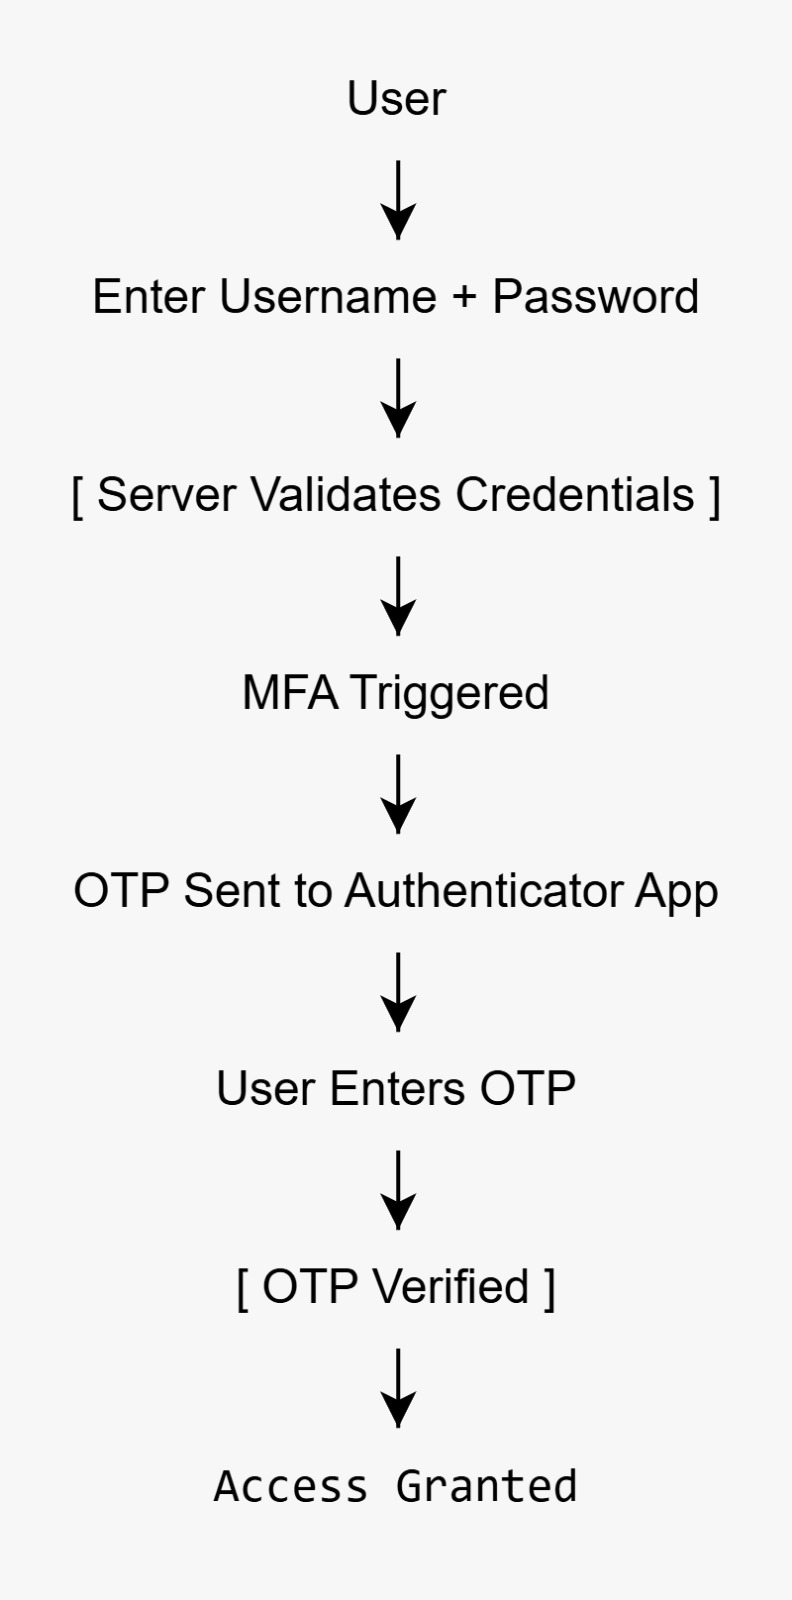 User
Enter Username + Password
[ Server Validates Credentials ]
MFA Triggered
OTP Sent to Authenticator App
User Enters OTP
[ OTP Verified ]
Access Granted